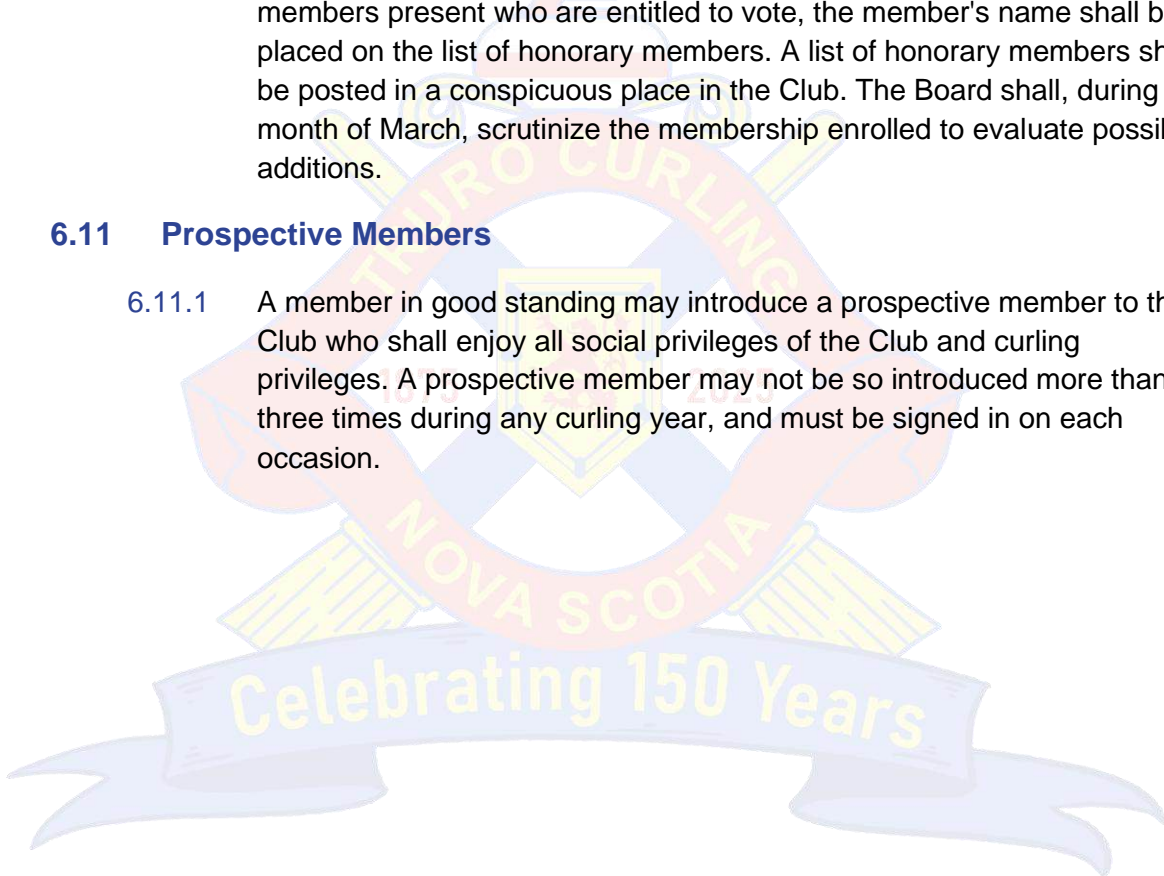 members present who are entitled to vote, the member's name shall b
placed on the list of honorary members. A list of honorary members sh
be posted in a conspicuous place in the Club. The Board shall, during
month of March, scrutinize the membership enrolled to evaluate possil
additions.
6.11 Prospective Members
6.11.1 A member in good standing may introduce a prospective member to th
Club who shall enjoy all social privileges of the Club and curling
privileges. A prospective member may not be so introduced more than
three times during any curling year, and must be signed in on each
occasion.
TRURO CURLING
1875 2025
NOVA SCOTIA
Celebrating 150 Years